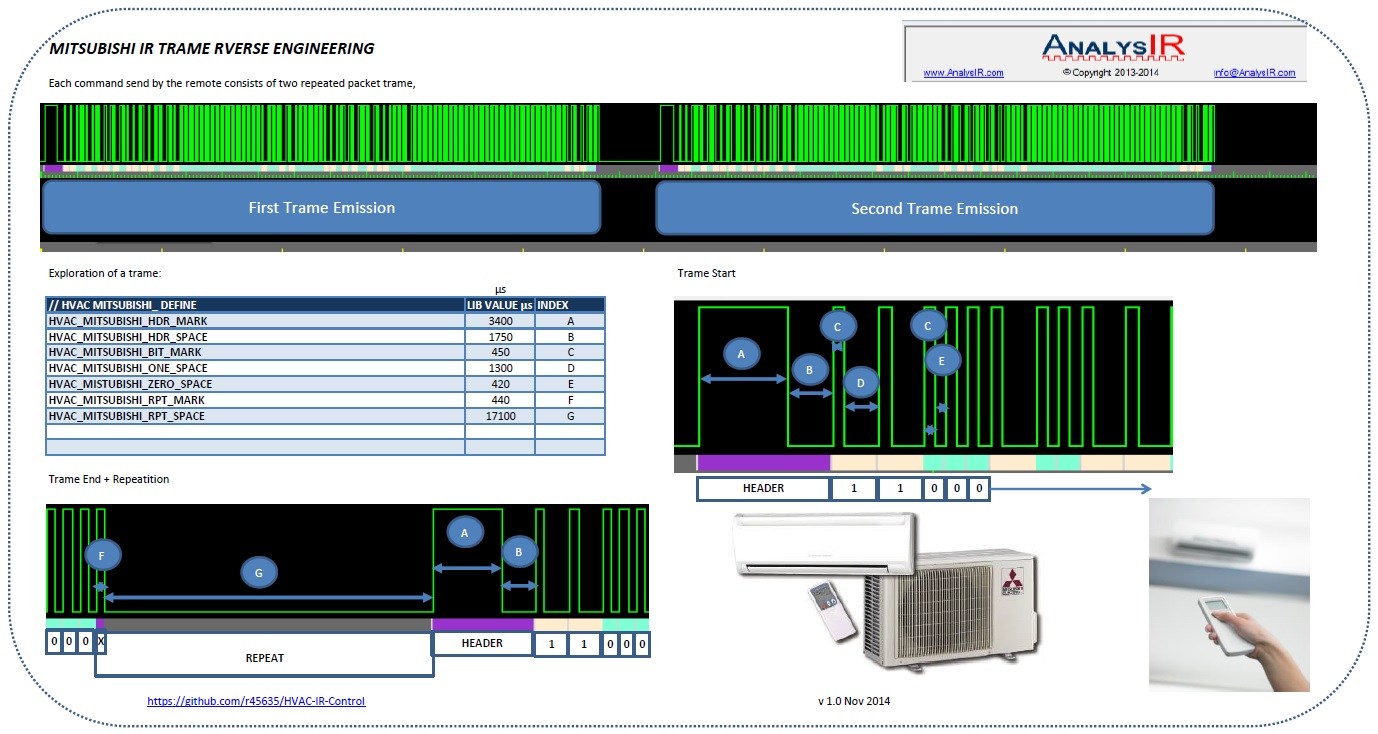 MITSUBISHI IR TRAME RVERSE ENGINEERING
ANALYSIR
www.AnalysIR.com © Copyright 2013-2014 info@AnalysIR.com
Each command send by the remote consists of two repeated packet trame,
First Trame Emission Second Trame Emission
Exploration of a trame:
µs
// HVAC MITSUBISHI_ DEFINE LIB VALUE µs INDEX
HVAC_MITSUBISHI_HDR_MARK 3400 A
HVAC_MITSUBISHI_HDR_SPACE 1750 B
HVAC_MITSUBISHI_BIT_MARK 450 C
HVAC_MITSUBISHI_ONE_SPACE 1300 D
HVAC_MISTUBISHI_ZERO_SPACE 420 E
HVAC_MITSUBISHI_RPT_MARK 440 F
HVAC_MITSUBISHI_RPT_SPACE 17100 G
Trame Start
C C
A E
B
D
HEADER 1 1 0 0 0
Trame End + Repeatition
A
F B
G
0 0 0 X HEADER 1 1 0 0 0
REPEAT
MITSUBISHI
ELECTRIC
https://github.com/r45635/HVAC-IR-Control
v 1.0 Nov 2014